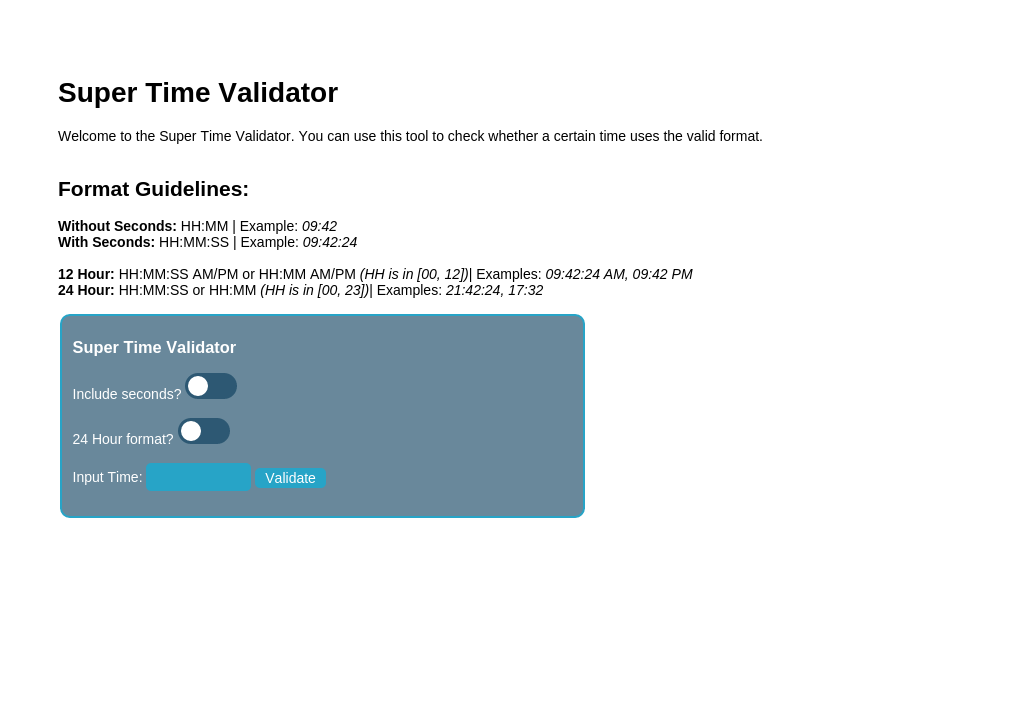 Super Time Validator
Welcome to the Super Time Validator. You can use this tool to check whether a certain time uses the valid format.
Format Guidelines:
Without Seconds: HH:MM | Example: 09:42
With Seconds: HH:MM:SS | Example: 09:42:24
12 Hour: HH:MM:SS AM/PM or HH:MM AM/PM (HH is in [00, 12])| Examples: 09:42:24 AM, 09:42 PM
24 Hour: HH:MM:SS or HH:MM (HH is in [00, 23])| Examples: 21:42:24, 17:32
Super Time Validator
Include seconds?
24 Hour format?
Input Time: Validate